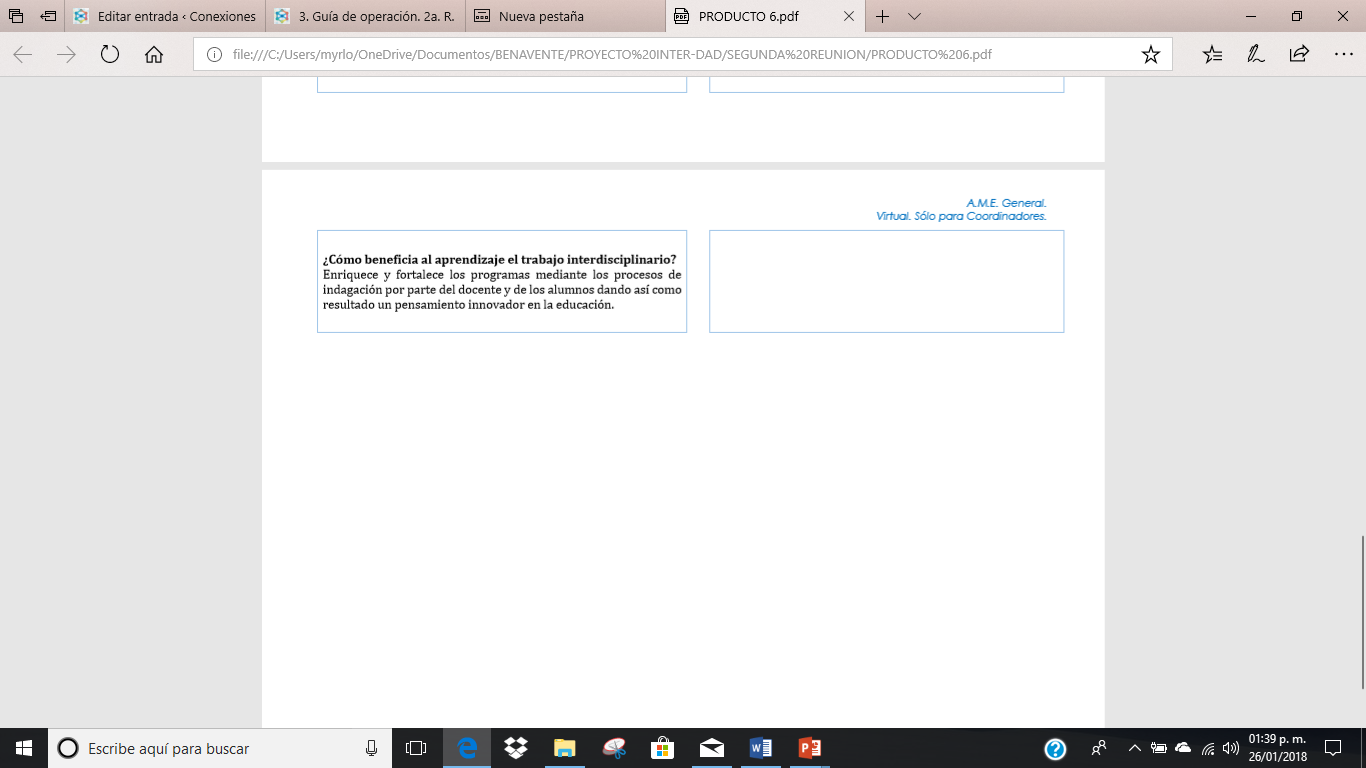 Editar entrada ‹ Conexiones
3. Guía de operación. 2a. R.
Nueva pestaña
PRODUCTO 6.pdf
file:///C:/Users/myrlo/OneDrive/Documentos/BENAVENTE/PROYECTO%20INTER-DAD/SEGUNDA%20REUNION/PRODUCTO%206.pdf
A.M.E. General.
Virtual. Sólo para Coordinadores.
¿Cómo beneficia al aprendizaje el trabajo interdisciplinario?
Enriquece y fortalece los programas mediante los procesos de
indagación por parte del docente y de los alumnos dando así como
resultado un pensamiento innovador en la educación.
Escribe aquí para buscar
01:39 p. m.
26/01/2018